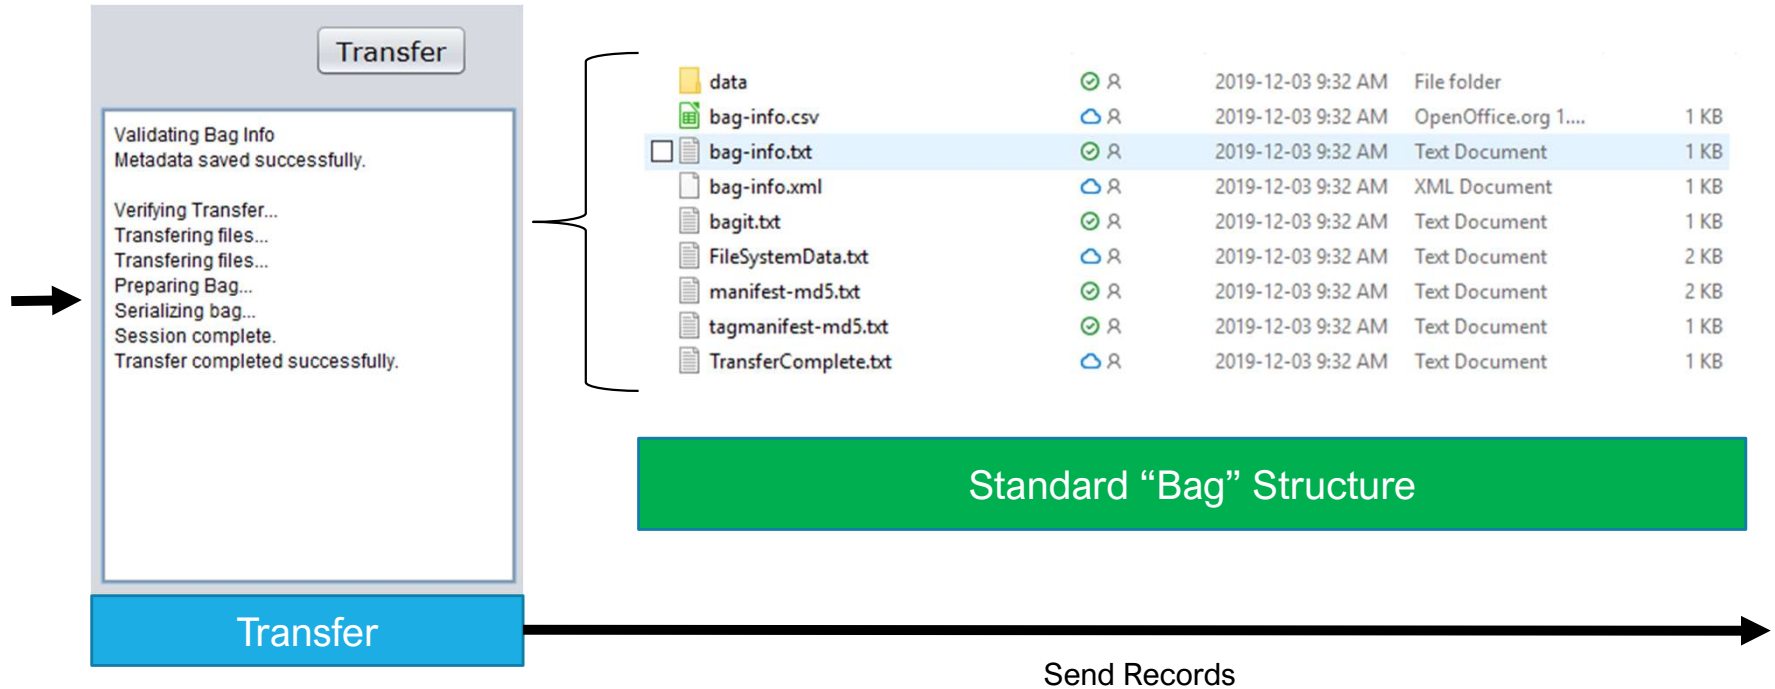 Transfer
Validating Bag Info
Metadata saved successfully.
Verifying Transfer...
Transfering files...
Transfering files...
Preparing Bag...
Serializing bag...
Session complete.
Transfer completed successfully.
Transfer
data 2019-12-03 9:32 AM File folder
bag-info.csv 2019-12-03 9:32 AM OpenOffice.org 1.... 1 KB
bag-info.txt 2019-12-03 9:32 AM Text Document 1 KB
bag-info.xml 2019-12-03 9:32 AM XML Document 1 KB
bagit.txt 2019-12-03 9:32 AM Text Document 1 KB
FileSystemData.txt 2019-12-03 9:32 AM Text Document 2 KB
manifest-md5.txt 2019-12-03 9:32 AM Text Document 2 KB
tagmanifest-md5.txt 2019-12-03 9:32 AM Text Document 1 KB
TransferComplete.txt 2019-12-03 9:32 AM Text Document 1 KB
Standard “Bag” Structure
Send Records